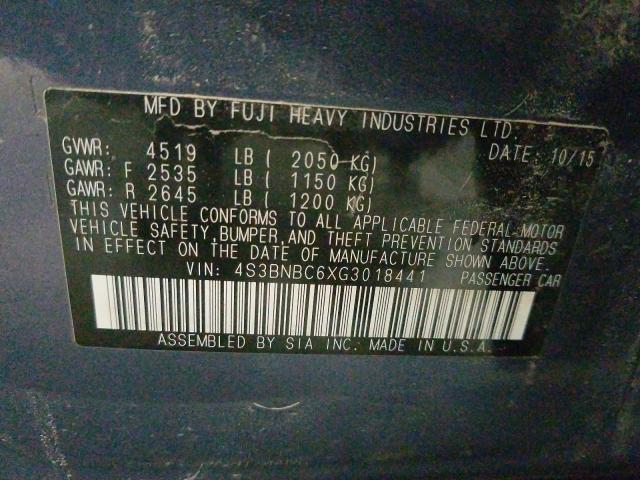 MFD BY FUJI HEAVY INDUSTRIES LTD.
DATE: 10/15
GVWR: 4519 LB ( 2050 KG)
GAWR: F 2535 LB ( 1150 KG)
GAWR: R 2645 LB ( 1200 KG)
THIS VEHICLE CONFORMS TO ALL APPLICABLE FEDERAL MOTOR
VEHICLE SAFETY, BUMPER, AND THEFT PREVENTION STANDARDS
IN EFFECT ON THE DATE OF MANUFACTURE SHOWN ABOVE.
VIN: 4S3BNBC6XG3018441 PASSENGER CAR
ASSEMBLED BY SIA INC. MADE IN U.S.A.